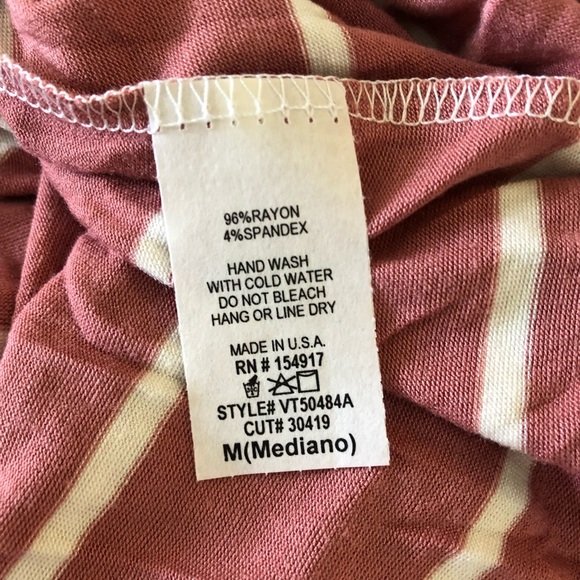 96%RAYON
4%SPANDEX
HAND WASH
WITH COLD WATER
DO NOT BLEACH
HANG OR LINE DRY
MADE IN U.S.A.
RN # 154917
STYLE# VT50484A
CUT# 30419
M(Mediano)